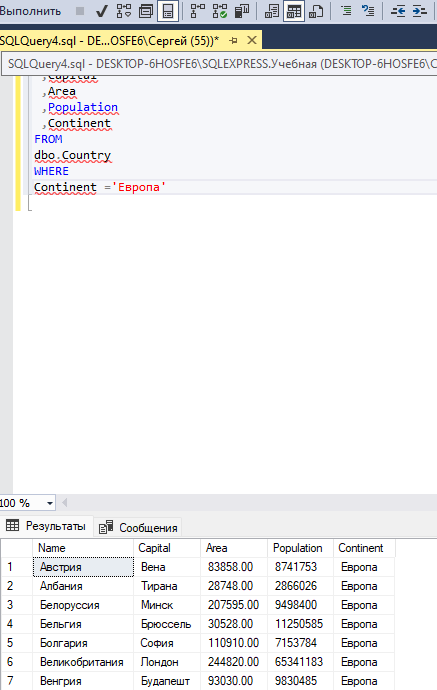 Выполнить
SQLQuery4.sql - DE...OSFE6\Сергей (55))*
SQLQuery4.sql - DESKTOP-6HOSFE6\SQLEXPRESS.Учебная (DESKTOP-6HOSFE6\С
,Capital
,Area
,Population
,Continent
FROM
dbo.Country
WHERE
Continent ='Европа'
100 %
Результаты Сообщения
Name Capital Area Population Continent
1 Австрия Вена 83858.00 8741753 Европа
2 Албания Тирана 28748.00 2866026 Европа
3 Белоруссия Минск 207595.00 9498400 Европа
4 Бельгия Брюссель 30528.00 11250585 Европа
5 Болгария София 110910.00 7153784 Европа
6 Великобритания Лондон 244820.00 65341183 Европа
7 Венгрия Будапешт 93030.00 9830485 Европа